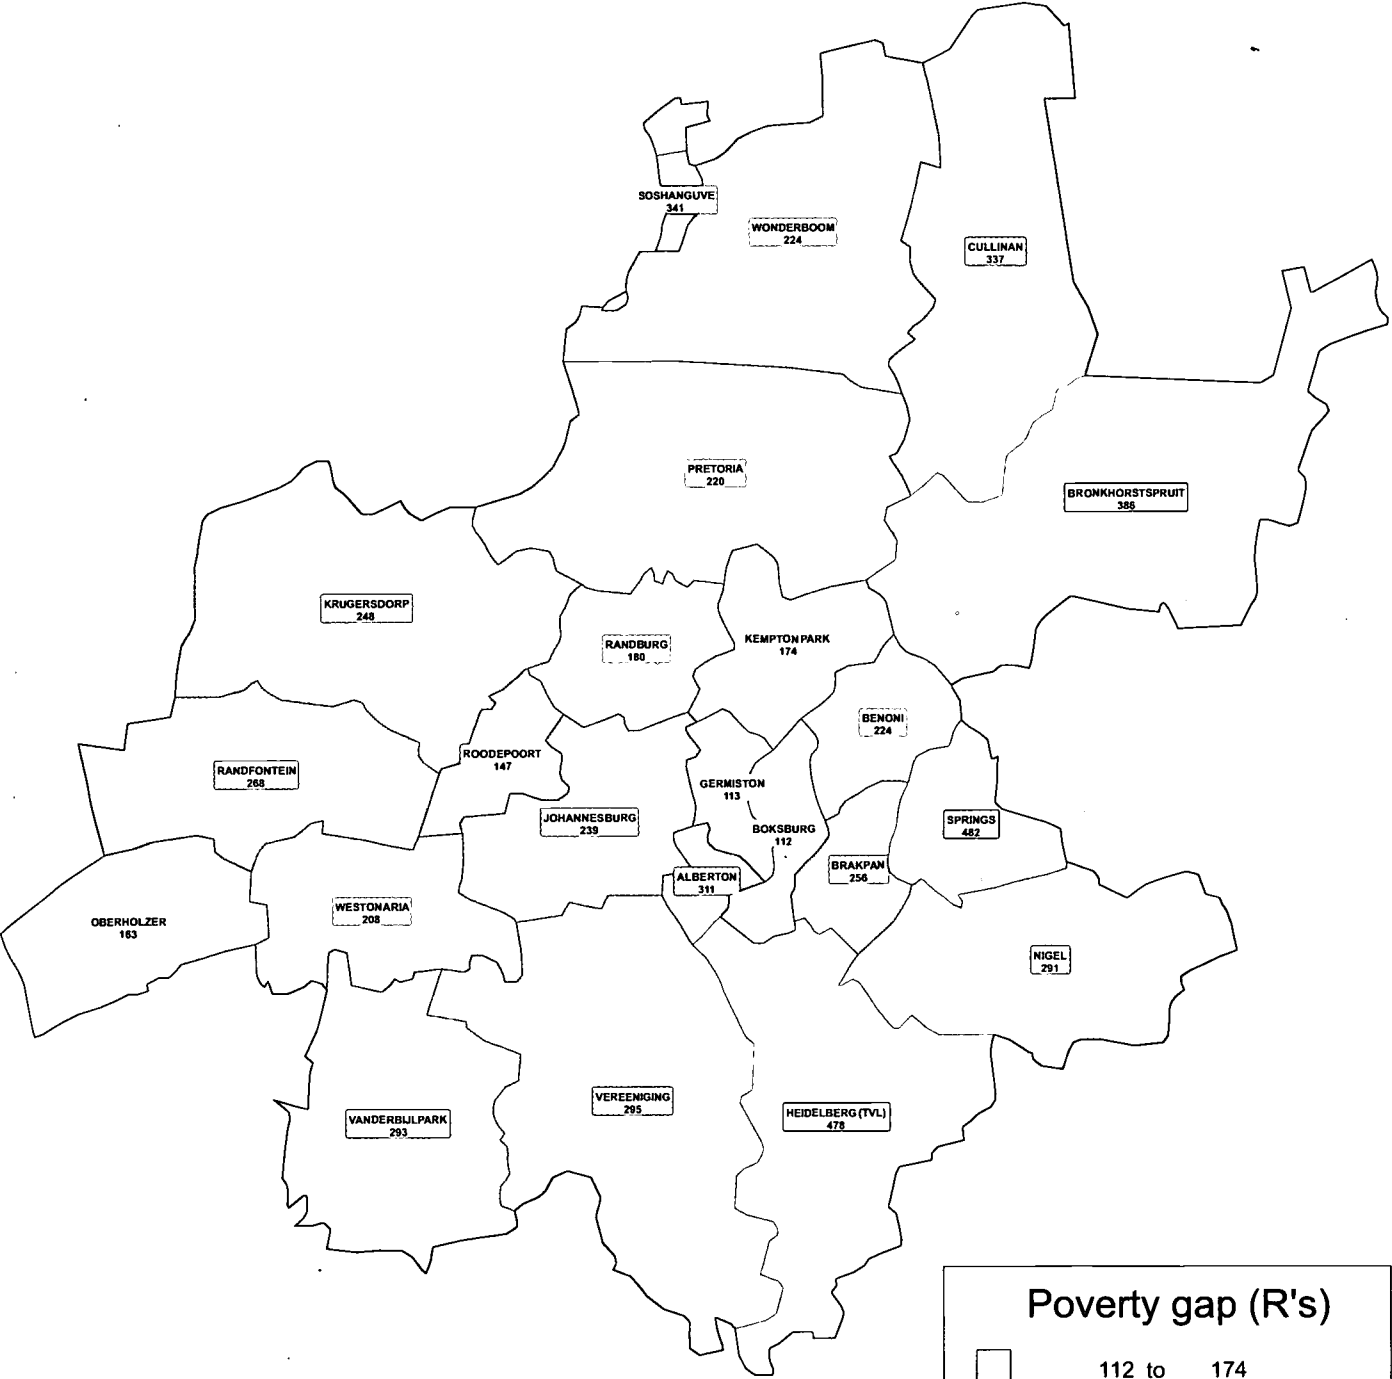 SOSHANGUVE
341
WONDERBOOM
224
CULLINAN
337
PRETORIA
220
BRONKHORSTSPRUIT
386
KRUGERSDORP
248
RANDBURG
180
KEMPTON PARK
174
BENONI
224
ROODEPOORT
147
RANDFONTEIN
268
GERMISTON
113
JOHANNESBURG
239
BOKSBURG
112
SPRINGS
482
BRAKPAN
256
ALBERTON
311
WESTONARIA
208
OBERHOLZER
163
NIGEL
291
VEREENIGING
295
HEIDELBERG (TVL)
478
VANDERBIJLPARK
293
Poverty gap (R's)
112 to 174